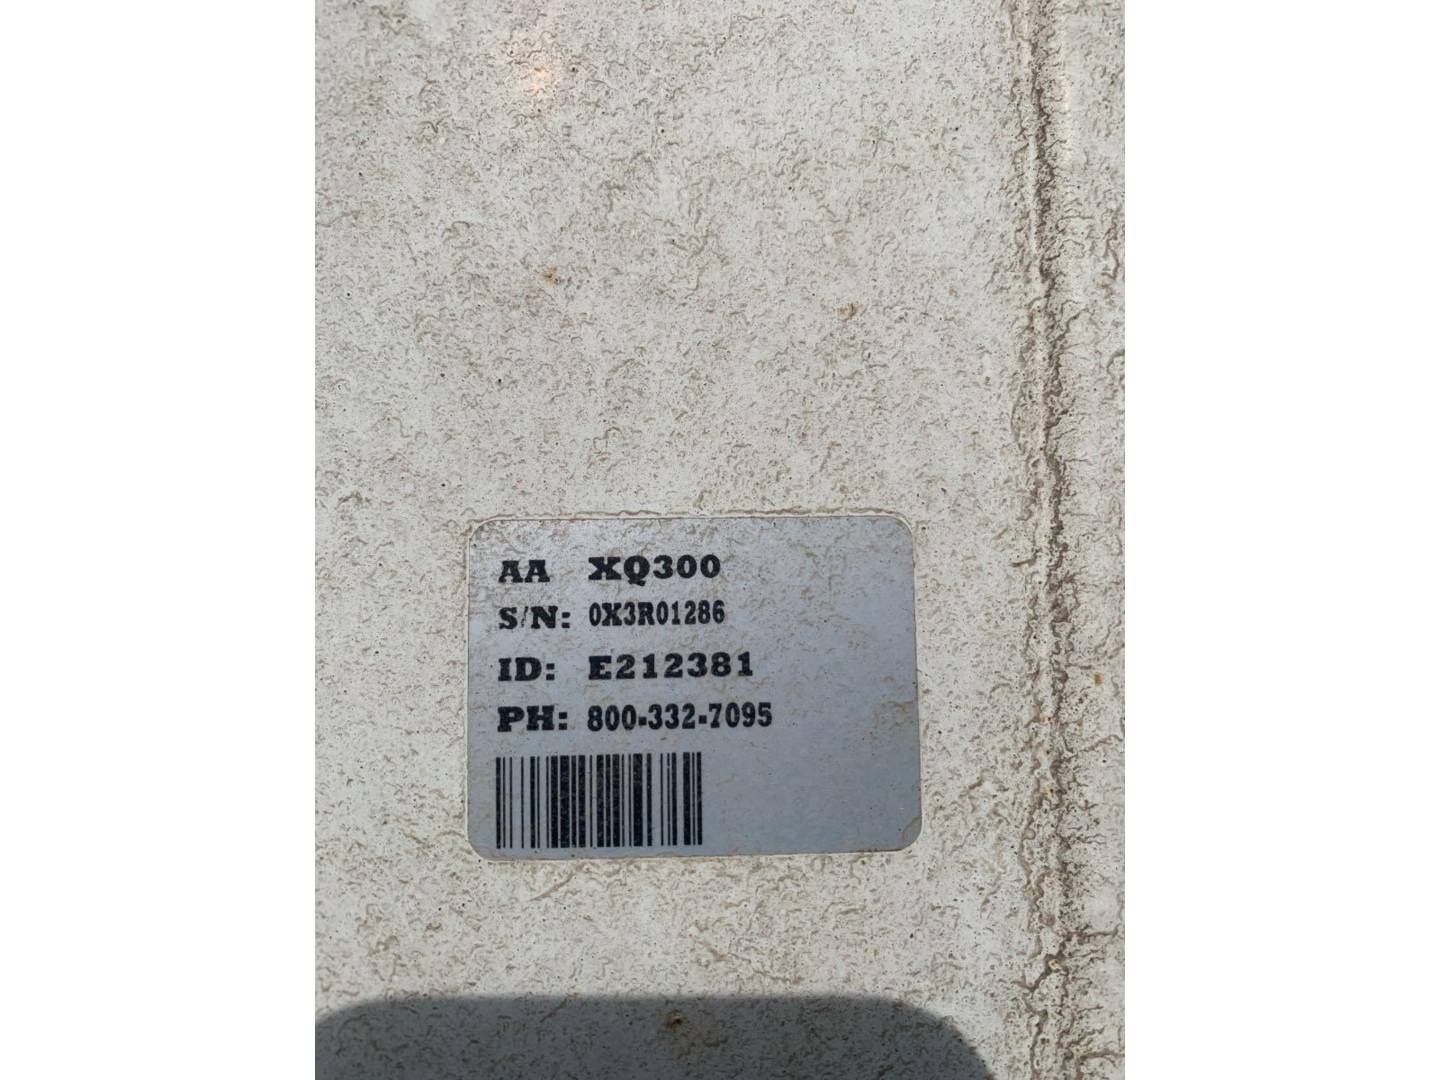 AA XQ300
S/N: 0X3R01286
ID: E212381
PH: 800-332-7095